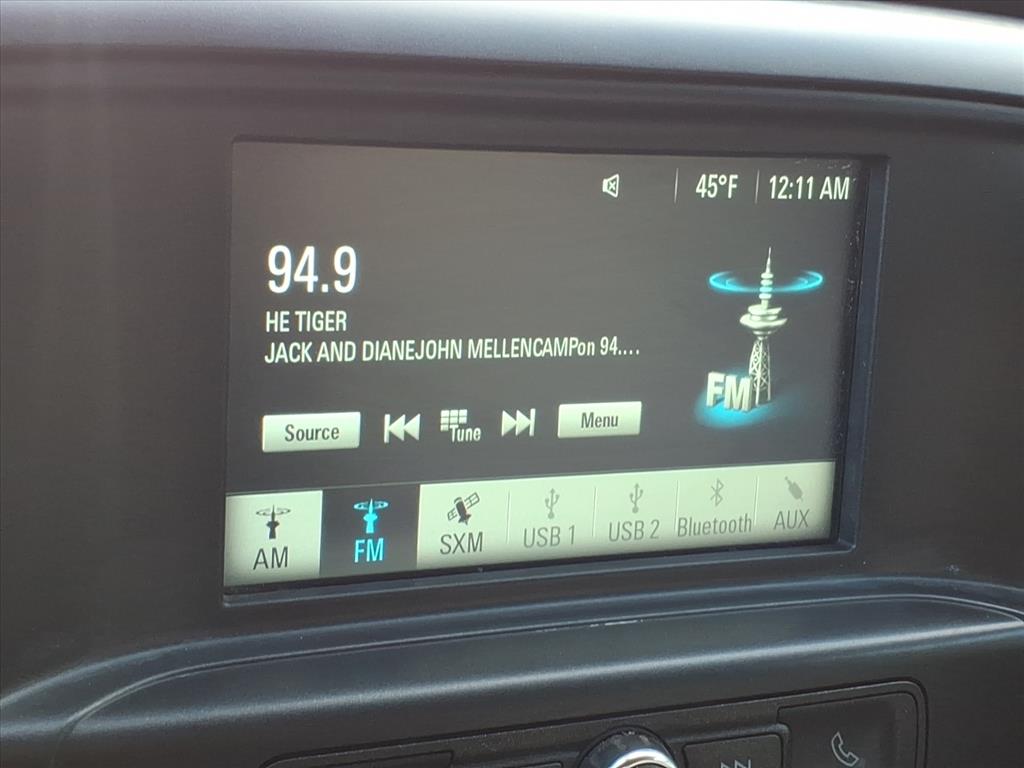 45°F 12:11 AM
94.9
HE TIGER
JACK AND DIANEJOHN MELLENCAMPon 94....
FM
Source Tune Menu
AM FM SXM USB 1 USB 2 Bluetooth AUX